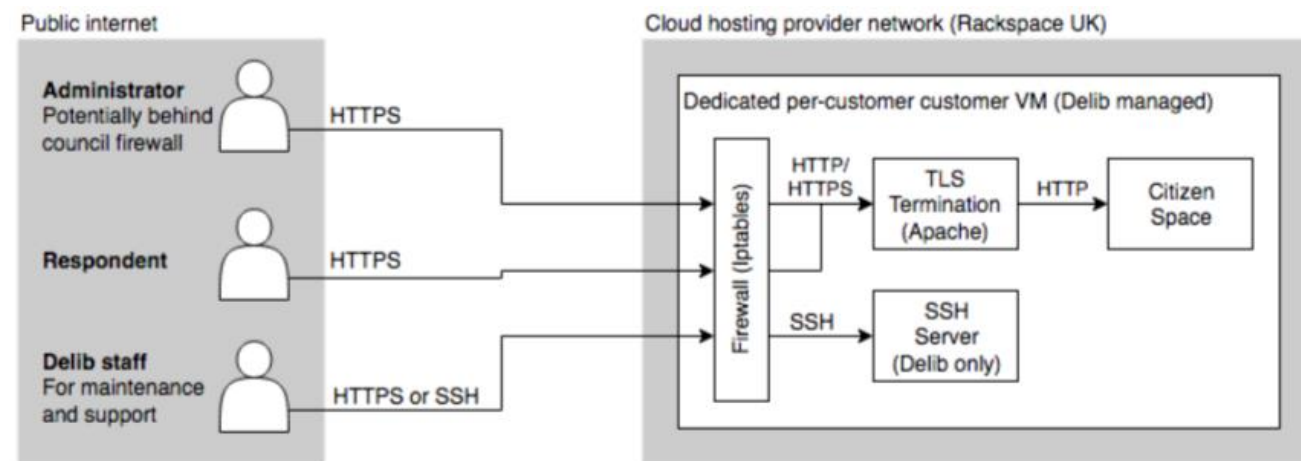 Public internet
Cloud hosting provider network (Rackspace UK)
Administrator
Potentially behind
council firewall
HTTPS
Dedicated per-customer customer VM (Delib managed)
Firewall (Iptables)
HTTP/
HTTPS
TLS
Termination
(Apache)
HTTP
Citizen
Space
Respondent
HTTPS
SSH
SSH
Server
(Delib only)
Delib staff
For maintenance
and support
HTTPS or SSH